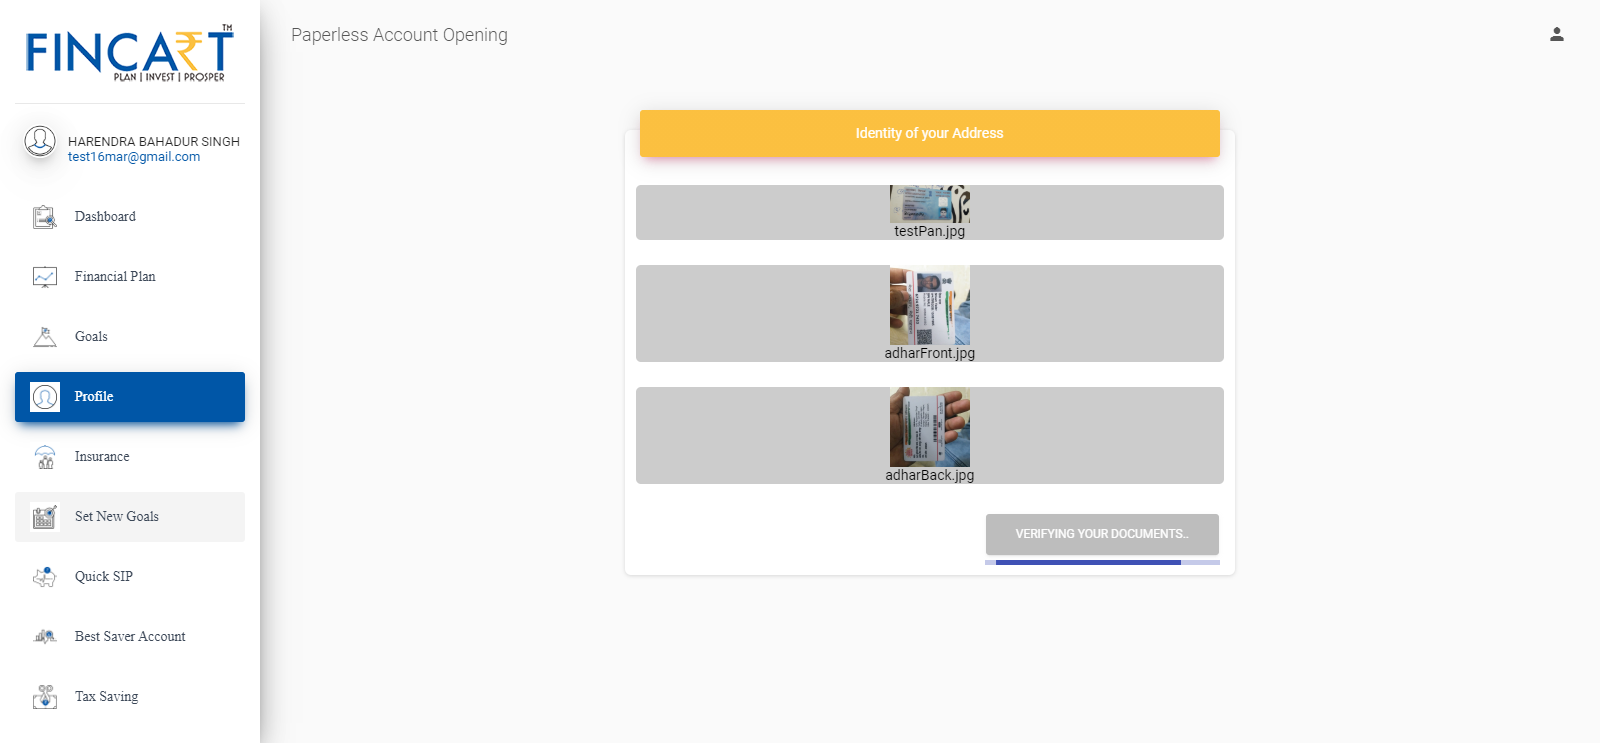 FINCART TM
PLAN | INVEST | PROSPER
HARENDRA BAHADUR SINGH
test16mar@gmail.com
Dashboard
Financial Plan
Goals
Profile
Insurance
Set New Goals
Quick SIP
Best Saver Account
Tax Saving
Paperless Account Opening
Identity of your Address
testPan.jpg
adharFront.jpg
adharBack.jpg
VERIFYING YOUR DOCUMENTS..